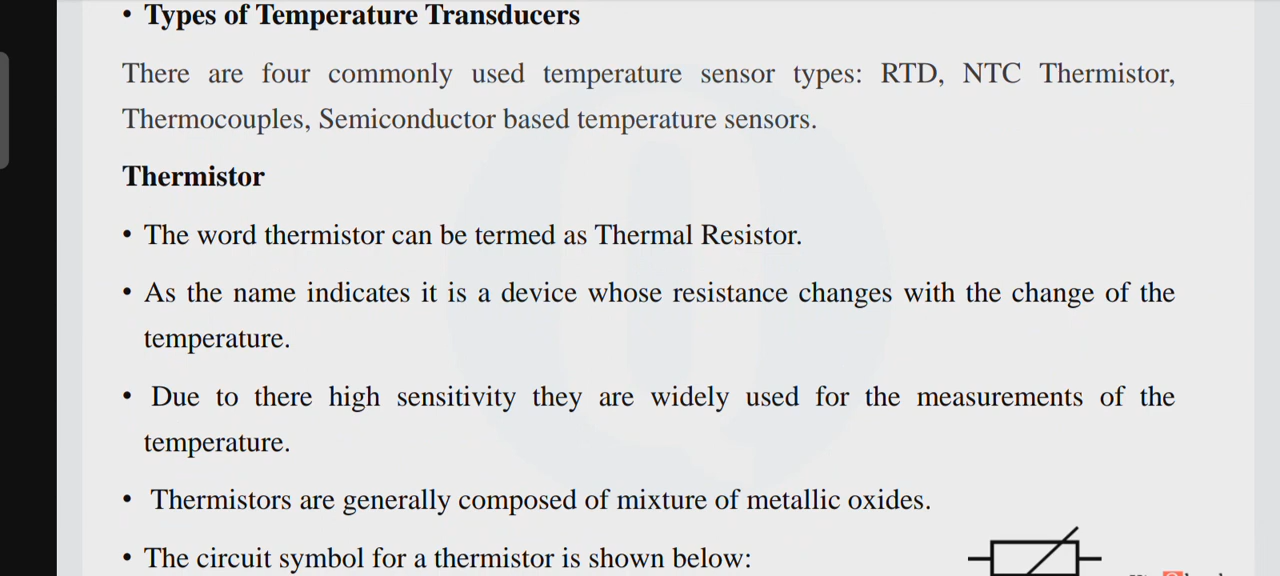 • Types of Temperature Transducers
There are four commonly used temperature sensor types: RTD, NTC Thermistor,
Thermocouples, Semiconductor based temperature sensors.
Thermistor
• The word thermistor can be termed as Thermal Resistor.
• As the name indicates it is a device whose resistance changes with the change of the
temperature.
• Due to there high sensitivity they are widely used for the measurements of the
temperature.
• Thermistors are generally composed of mixture of metallic oxides.
• The circuit symbol for a thermistor is shown below: